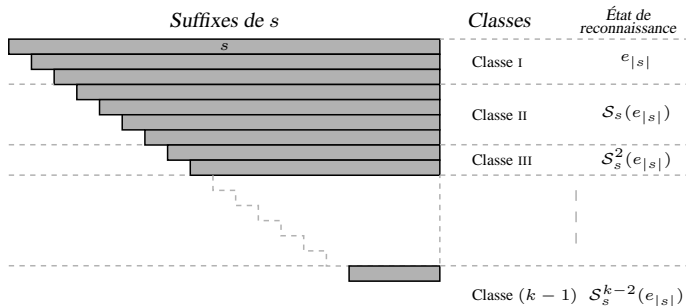 Suffixes de s Classes État de reconnaissance
s
Classe I e_{|s|}
Classe II S_s(e_{|s|})
Classe III S_s^2(e_{|s|})
Classe (k − 1) S_s^{k−2}(e_{|s|})